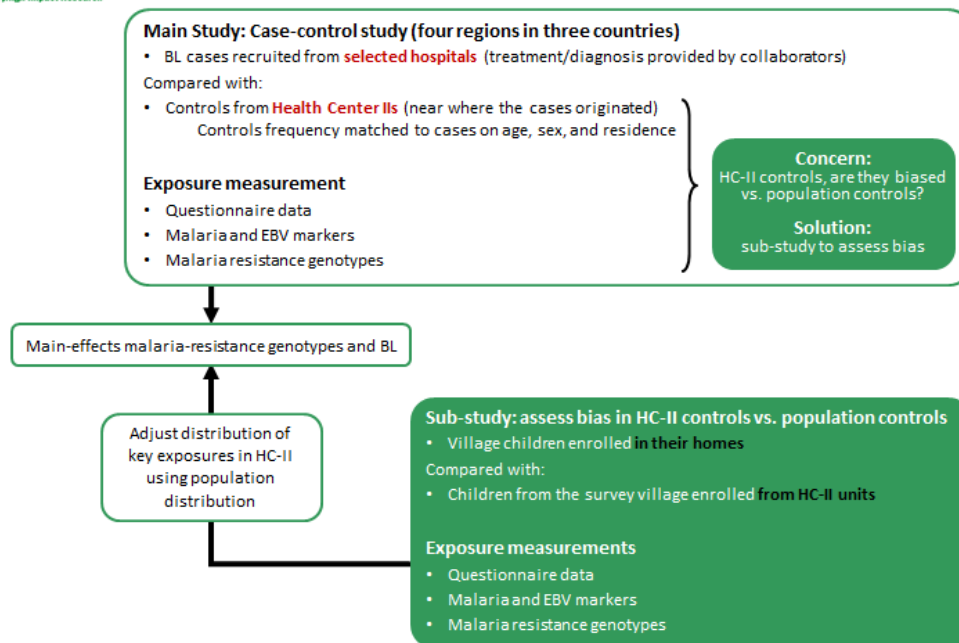 Main Study: Case-control study (four regions in three countries)
• BL cases recruited from selected hospitals (treatment/diagnosis provided by collaborators)
Compared with:
• Controls from Health Center IIs (near where the cases originated)
Controls frequency matched to cases on age, sex, and residence
Exposure measurement
• Questionnaire data
• Malaria and EBV markers
• Malaria resistance genotypes
Concern:
HC-II controls, are they biased
vs. population controls?
Solution:
sub-study to assess bias
Main-effects malaria-resistance genotypes and BL
Adjust distribution of
key exposures in HC-II
using population
distribution
Sub-study: assess bias in HC-II controls vs. population controls
• Village children enrolled in their homes
Compared with:
• Children from the survey village enrolled from HC-II units
Exposure measurements
• Questionnaire data
• Malaria and EBV markers
• Malaria resistance genotypes